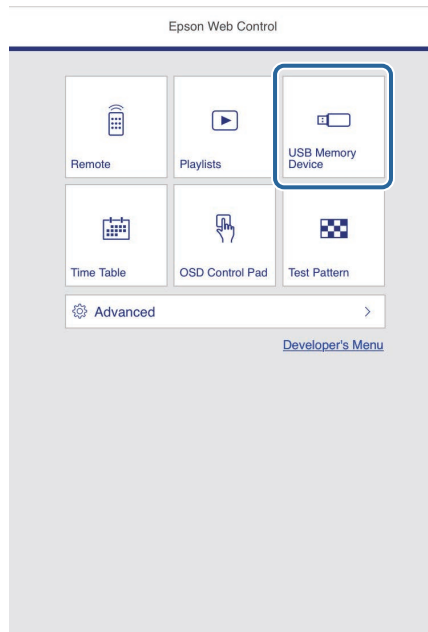 Epson Web Control
Remote
Playlists
USB Memory
Device
Time Table
OSD Control Pad
Test Pattern
Advanced
Developer's Menu